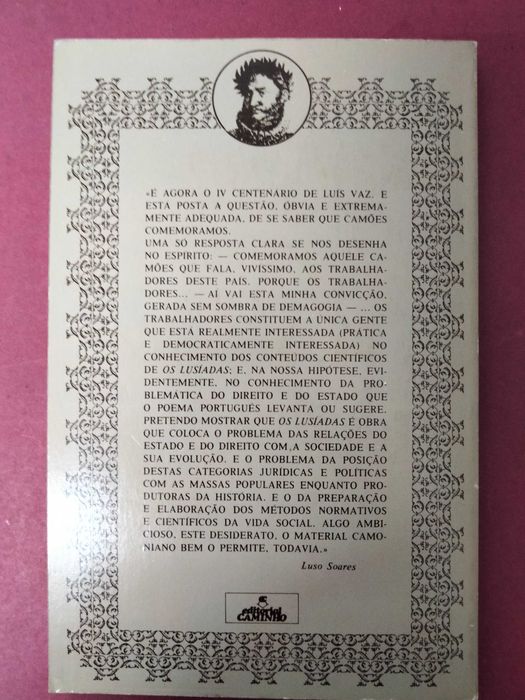 «É AGORA O IV CENTENÁRIO DE LUÍS VAZ. E
ESTA POSTA A QUESTÃO, ÓBVIA E EXTREMA-
MENTE ADEQUADA, DE SE SABER QUE CAMÕES
COMEMORAMOS.
UMA SÓ RESPOSTA CLARA SE NOS DESENHA
NO ESPIRITO: — COMEMORAMOS AQUELE CA-
MÕES QUE FALA, VIVÍSSIMO, AOS TRABALHA-
DORES DESTE PAÍS. PORQUE OS TRABALHA-
DORES... — AÍ VAI ESTA MINHA CONVICÇÃO,
GERADA SEM SOMBRA DE DEMAGOGIA — ... OS
TRABALHADORES CONSTITUEM A ÚNICA GENTE
QUE ESTÁ REALMENTE INTERESSADA (PRÁTICA
E DEMOCRATICAMENTE INTERESSADA) NO
CONHECIMENTO DOS CONTEÚDOS CIENTÍFICOS
DE OS LUSÍADAS; E, NA NOSSA HIPÓTESE, EVI-
DENTEMENTE, NO CONHECIMENTO DA PRO-
BLEMÁTICA DO DIREITO E DO ESTADO QUE
O POEMA PORTUGUÊS LEVANTA OU SUGERE.
PRETENDO MOSTRAR QUE OS LUSÍADAS É OBRA
QUE COLOCA O PROBLEMA DAS RELAÇÕES DO
ESTADO E DO DIREITO COM A SOCIEDADE E A
SUA EVOLUÇÃO. E O PROBLEMA DA POSIÇÃO
DESTAS CATEGORIAS JURÍDICAS E POLÍTICAS
COM AS MASSAS POPULARES ENQUANTO PRO-
DUTORAS DA HISTÓRIA. E O DA PREPARAÇÃO
E ELABORAÇÃO DOS MÉTODOS NORMATIVOS
E CIENTÍFICOS DA VIDA SOCIAL. ALGO AMBI-
CIOSO, ESTE DESIDERATO, O MATERIAL CAMO-
NIANO BEM O PERMITE, TODAVIA.»
Luso Soares
editorial
CAMINHO